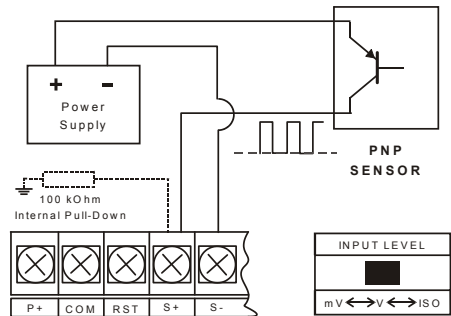 + -
Power
Supply
PNP
SENSOR
100 kOhm
Internal Pull-Down
INPUT LEVEL
mV V ISO
P+ COM RST S+ S-